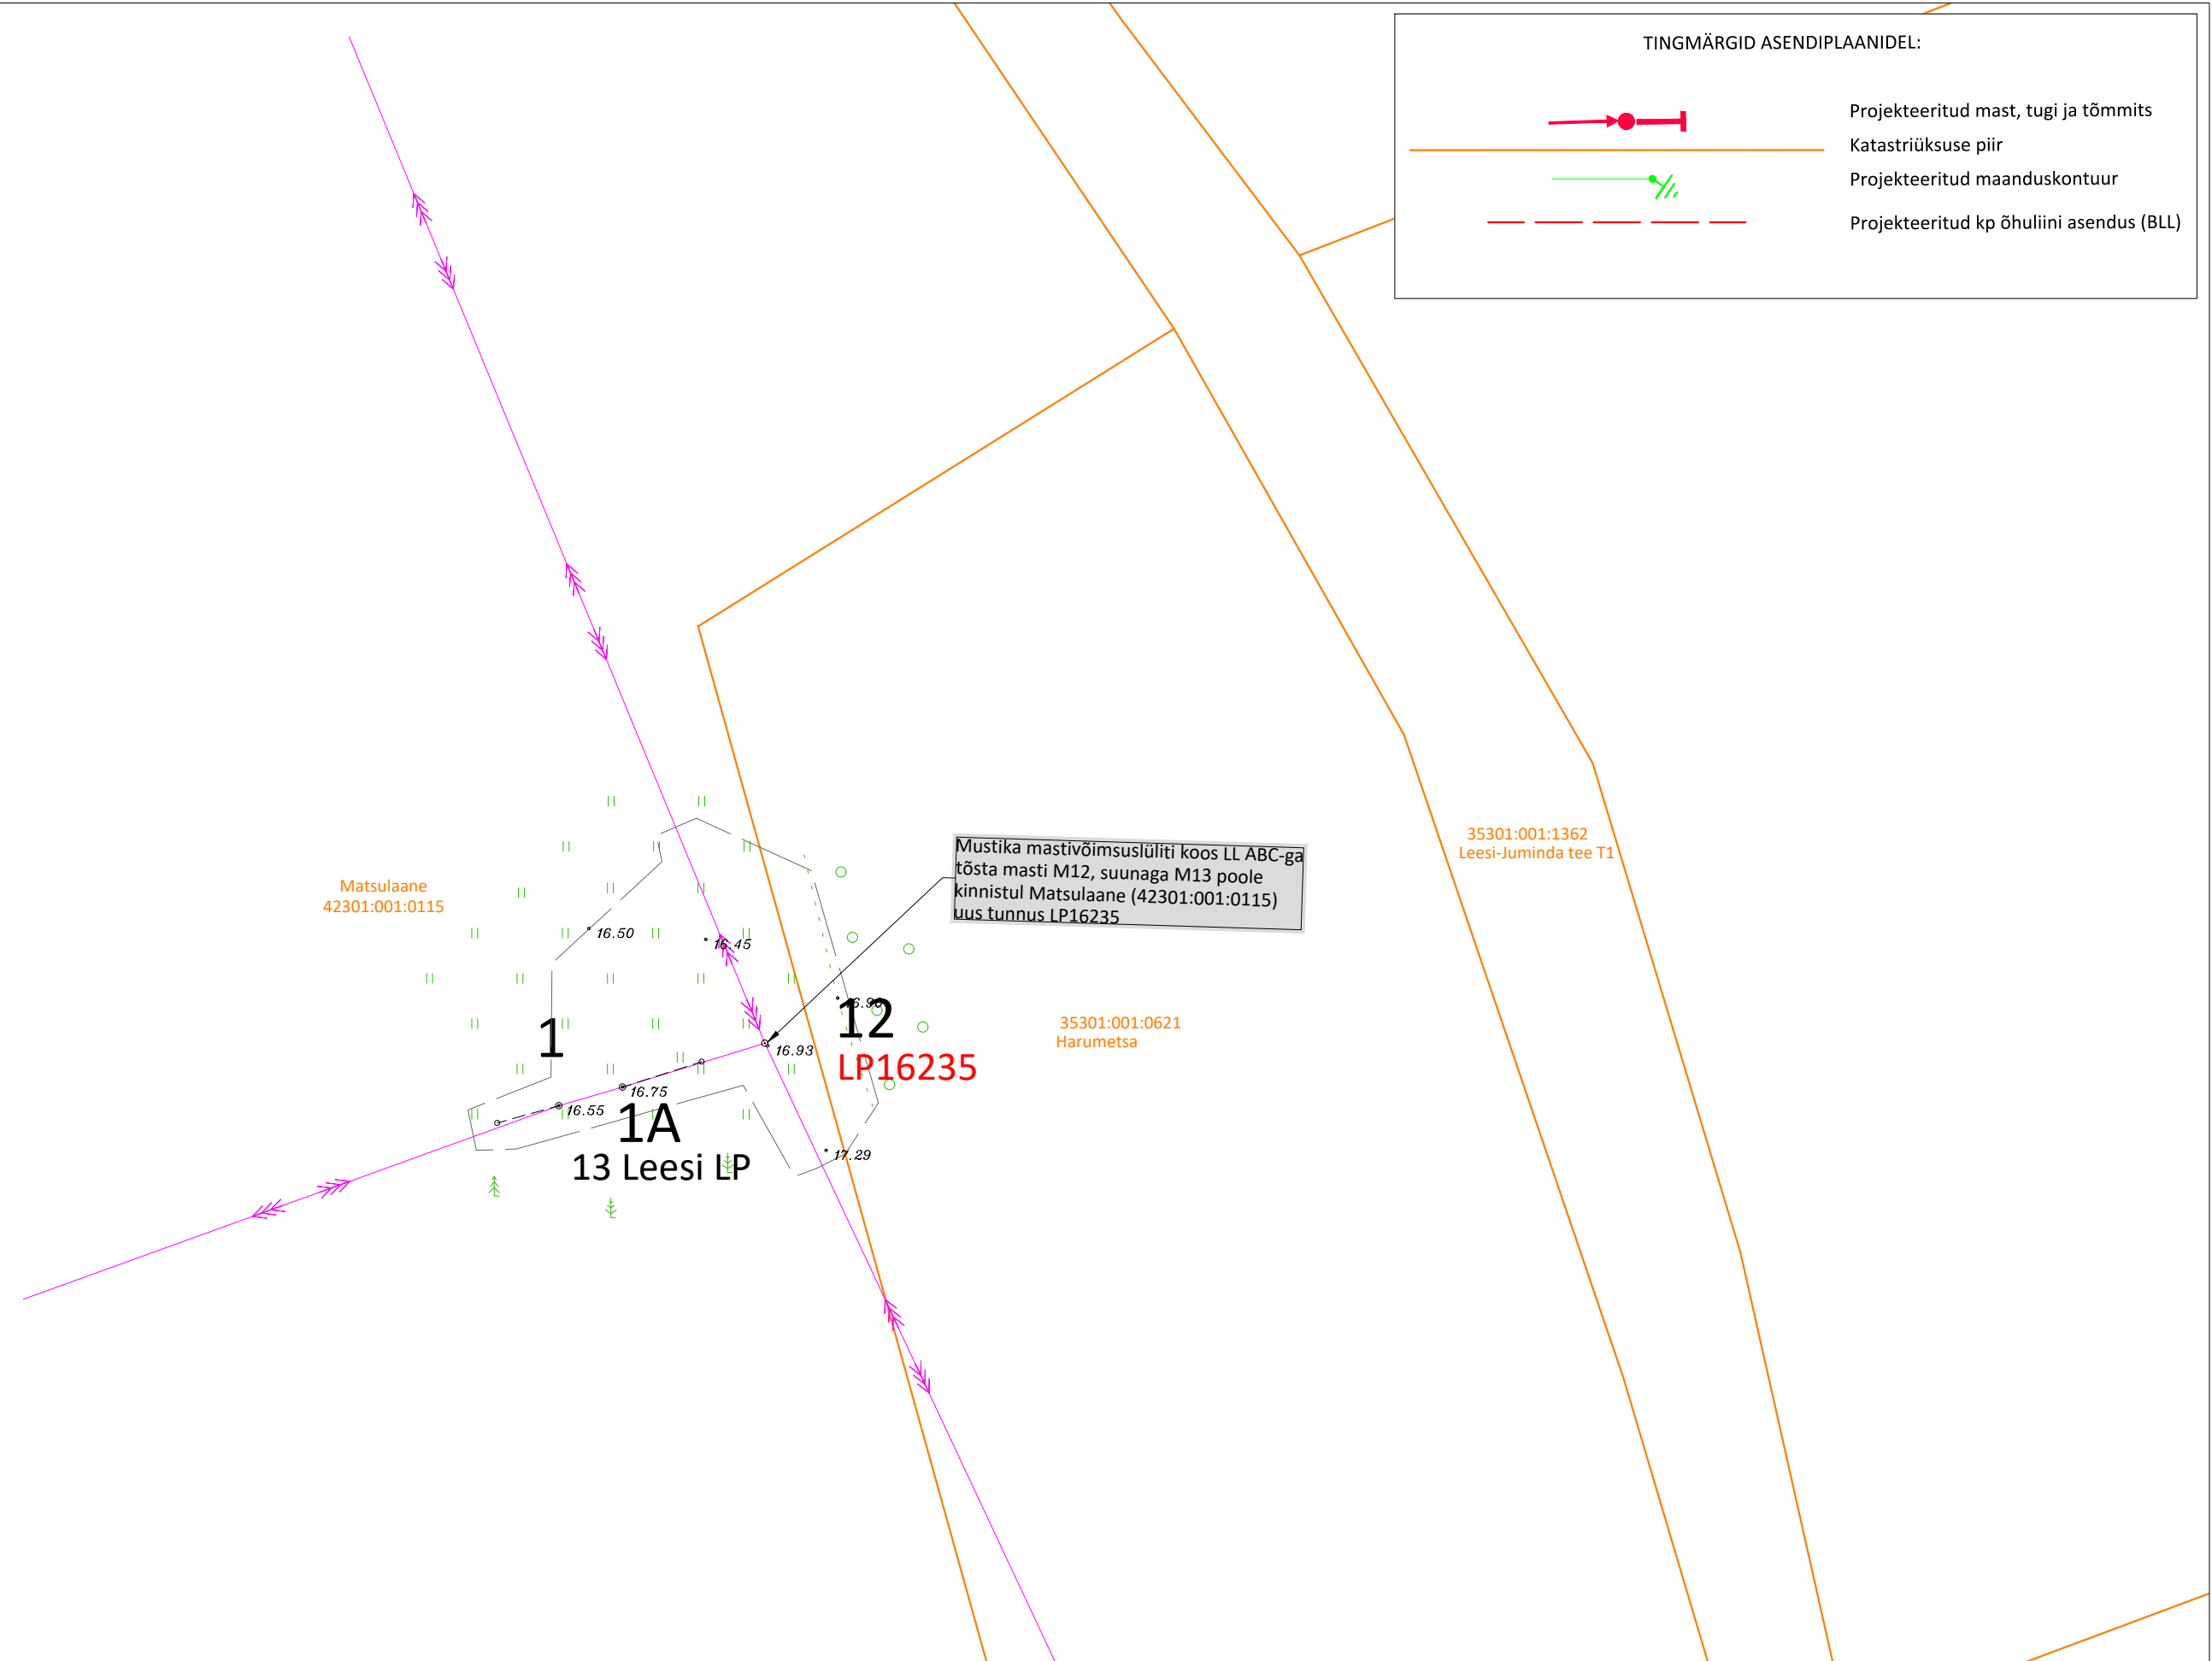 TINGMÄRGID ASENDIPLAANIDEL:
Projekteeritud mast, tugi ja tõmmits
Katastriüksuse piir
Projekteeritud maanduskontuur
Projekteeritud kp õhuliini asendus (BLL)
35301:001:1362
Leesi-Juminda tee T1
Mustika mastivõimsuslüliti koos LL ABC-ga
tõsta masti M12, suunaga M13 poole
kinnistul Matsulaane (42301:001:0115)
uus tunnus LP16235
Matsulaane
42301:001:0115
16.50
16.45
12
1
35301:001:0621
Harumetsa
16.93
LP16235
16.75
16.55
1A
17.29
13 Leesi LP